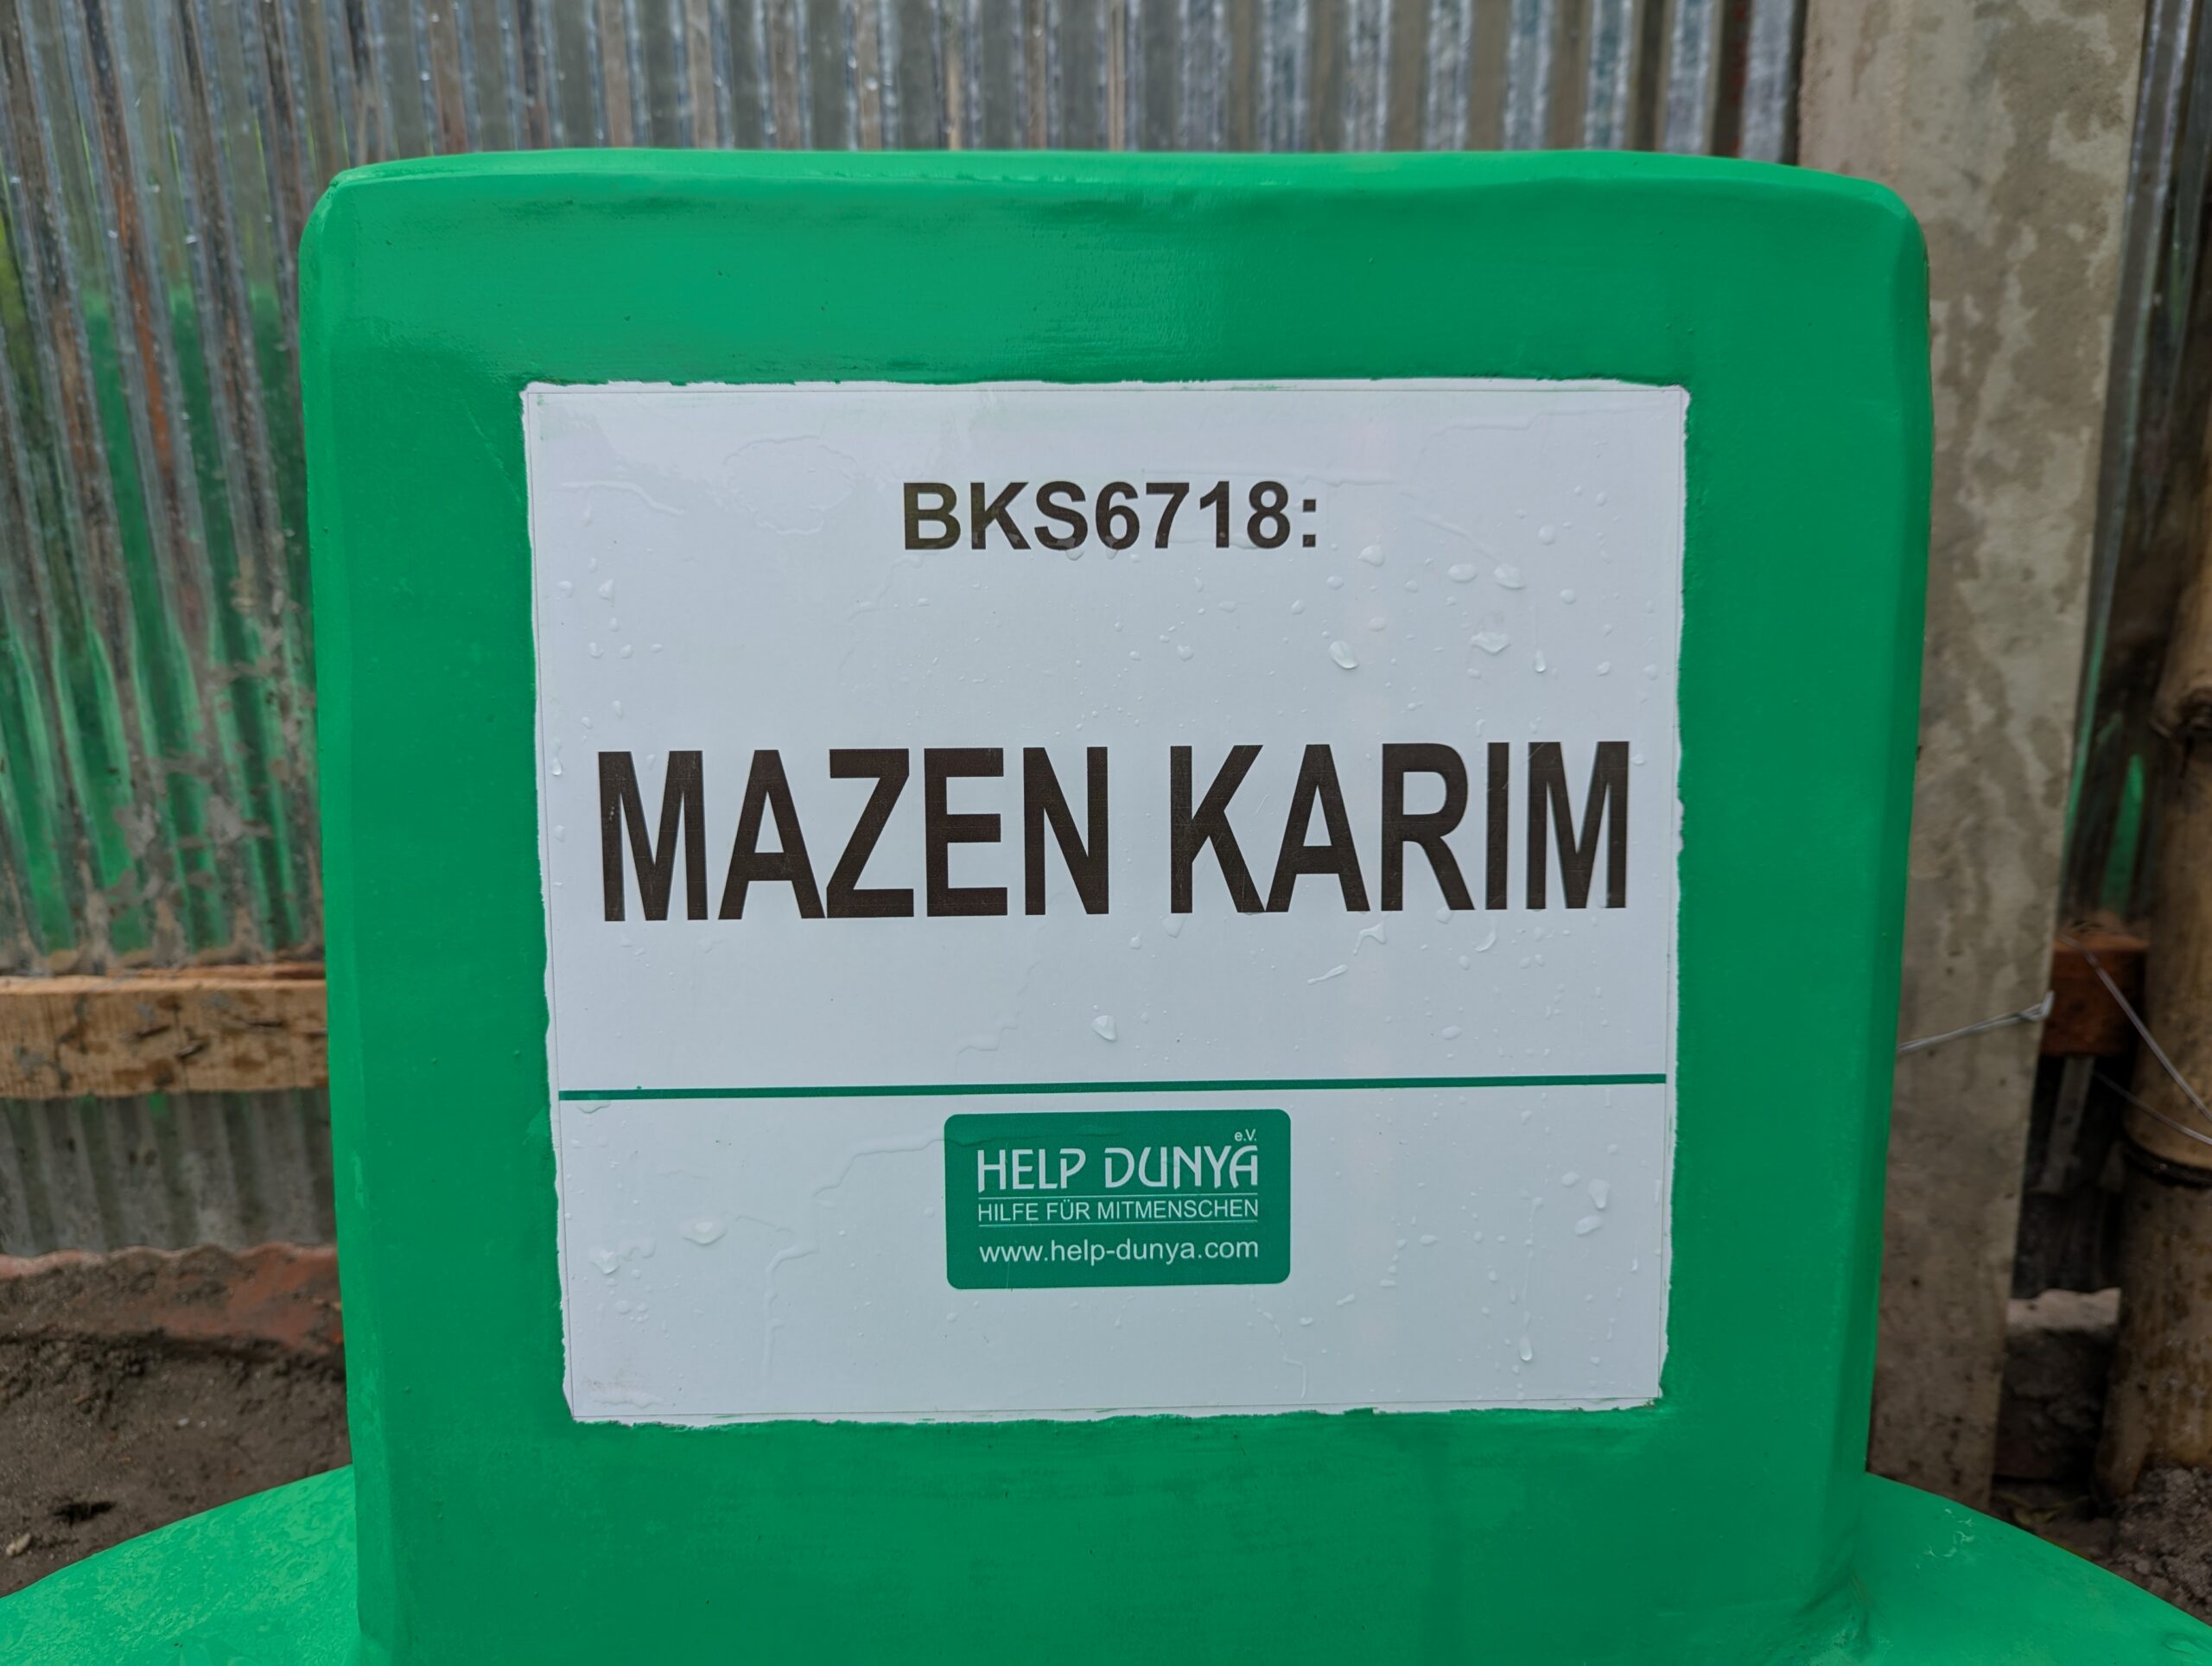 BKS6718:
MAZEN KARIM
e.V.
HELP DUNYA
HILFE FÜR MITMENSCHEN
www.help-dunya.com